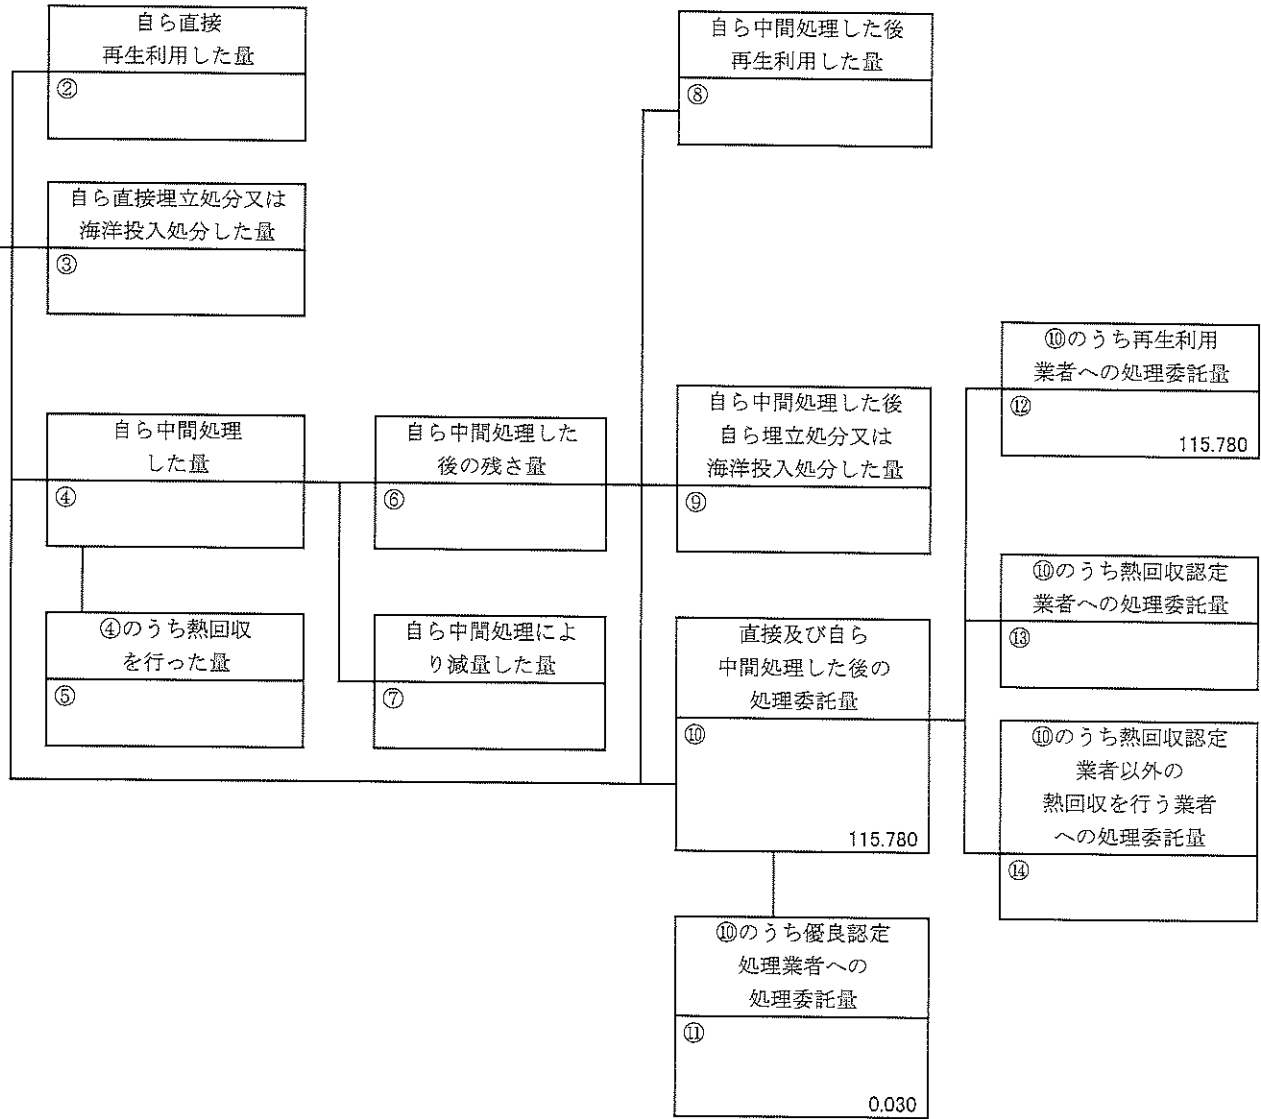 自ら直接
再生利用した量
②
自ら直接埋立処分又は
海洋投入処分した量
③
自ら中間処理
した量
④
④のうち熱回収
を行った量
⑤
自ら中間処理した
後の残さ量
⑥
自ら中間処理によ
り減量した量
⑦
自ら中間処理した後
再生利用した量
⑧
自ら中間処理した後
自ら埋立処分又は
海洋投入処分した量
⑨
直接及び自ら
中間処理した後の
処理委託量
⑩
115.780
⑩のうち優良認定
処理業者への
処理委託量
⑪
0.030
⑩のうち再生利用
業者への処理委託量
⑫
115.780
⑩のうち熱回収認定
業者への処理委託量
⑬
⑩のうち熱回収認定
業者以外の
熱回収を行う業者
への処理委託量
⑭